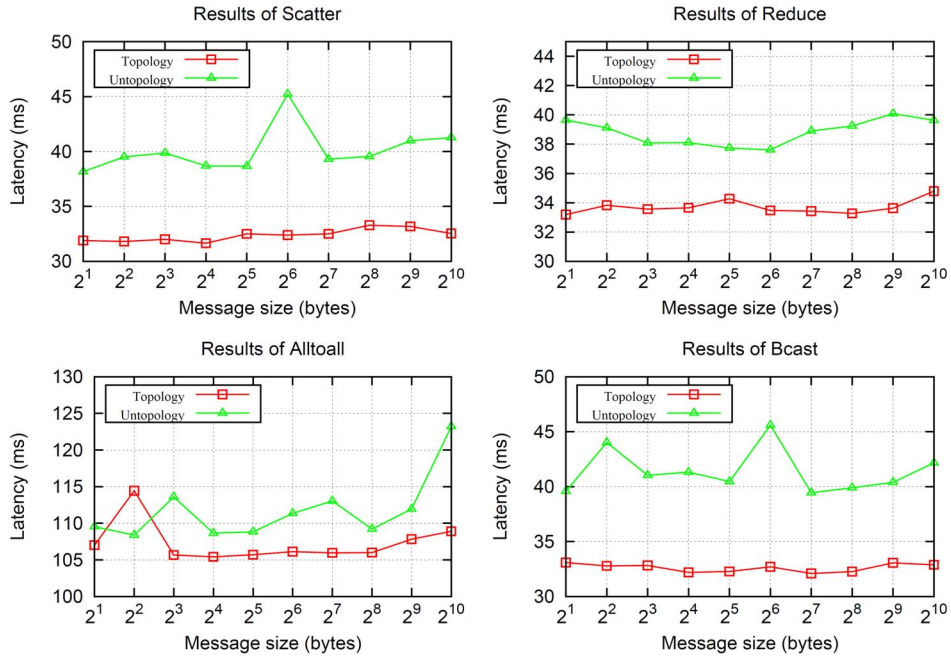 Results of Scatter
50
45
40
35
30
Latency (ms)
Topology
Untopology
2^1 2^2 2^3 2^4 2^5 2^6 2^7 2^8 2^9 2^10
Message size (bytes)
Results of Reduce
44
42
40
38
36
34
32
30
Latency (ms)
Topology
Untopology
2^1 2^2 2^3 2^4 2^5 2^6 2^7 2^8 2^9 2^10
Message size (bytes)
Results of Alltoall
130
125
120
115
110
105
100
Latency (ms)
Topology
Untopology
2^1 2^2 2^3 2^4 2^5 2^6 2^7 2^8 2^9 2^10
Message size (bytes)
Results of Bcast
50
45
40
35
30
Latency (ms)
Topology
Untopology
2^1 2^2 2^3 2^4 2^5 2^6 2^7 2^8 2^9 2^10
Message size (bytes)